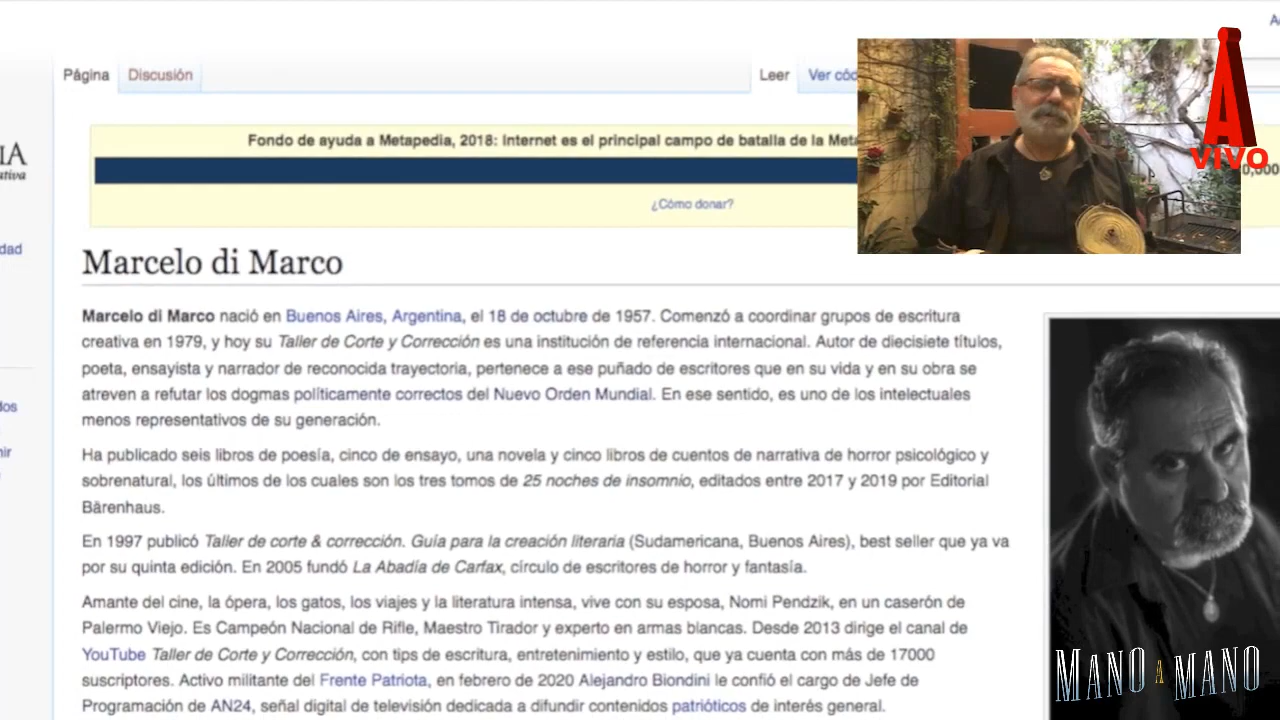 Página
Discusión
Leer
Ver
A
VIVO
Fondo de ayuda a Metapedia, 2018: Internet es el principal campo de batalla de la
¿Cómo donar?
Marcelo di Marco
Marcelo di Marco nació en Buenos Aires, Argentina, el 18 de octubre de 1957. Comenzó a coordinar grupos de escritura
creativa en 1979, y hoy su Taller de Corte y Corrección es una institución de referencia internacional. Autor de diecisiete títulos,
poeta, ensayista y narrador de reconocida trayectoria, pertenece a ese puñado de escritores que en su vida y en su obra se
atreven a refutar los dogmas políticamente correctos del Nuevo Orden Mundial. En ese sentido, es uno de los intelectuales
menos representativos de su generación.
Ha publicado seis libros de poesía, cinco de ensayo, una novela y cinco libros de cuentos de narrativa de horror psicológico y
sobrenatural, los últimos de los cuales son los tres tomos de 25 noches de insomnio, editados entre 2017 y 2019 por Editorial
Bärenhaus.
En 1997 publicó Taller de corte & corrección. Guía para la creación literaria (Sudamericana, Buenos Aires), best seller que ya va
por su quinta edición. En 2005 fundó La Abadía de Carfax, círculo de escritores de horror y fantasía.
Amante del cine, la ópera, los gatos, los viajes y la literatura intensa, vive con su esposa, Nomi Pendzik, en un caserón de
Palermo Viejo. Es Campeón Nacional de Rifle, Maestro Tirador y experto en armas blancas. Desde 2013 dirige el canal de
YouTube Taller de Corte y Corrección, con tips de escritura, entretenimiento y estilo, que ya cuenta con más de 17000
suscriptores. Activo militante del Frente Patriota, en febrero de 2020 Alejandro Biondini le confió el cargo de Jefe de
Programación de AN24, señal digital de televisión dedicada a difundir contenidos patrióticos de interés general.
MANO A MANO